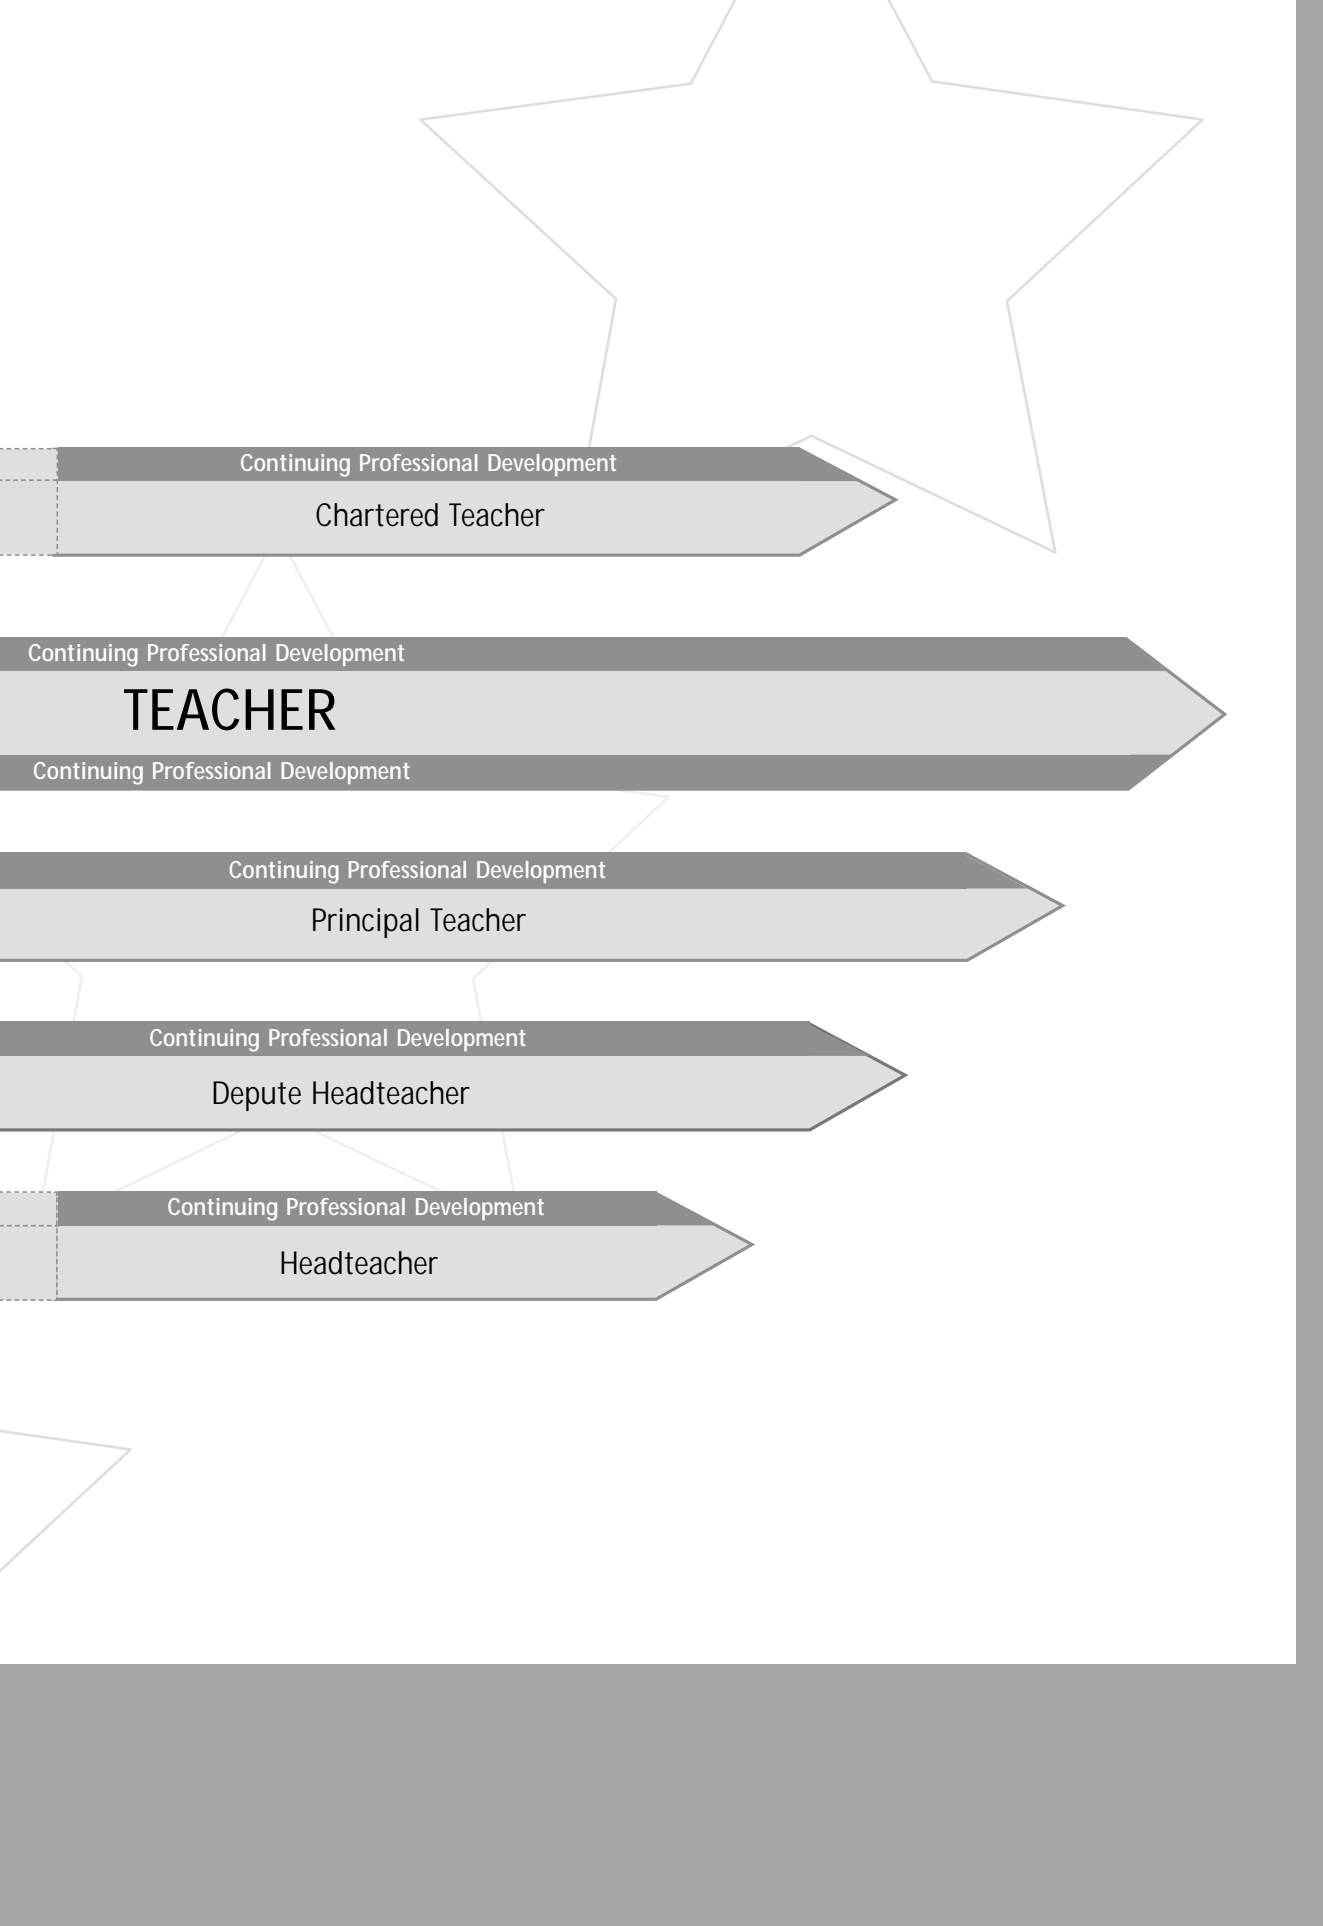 Continuing Professional Development
Chartered Teacher
Continuing Professional Development
TEACHER
Continuing Professional Development
Continuing Professional Development
Principal Teacher
Continuing Professional Development
Depute Headteacher
Continuing Professional Development
Headteacher